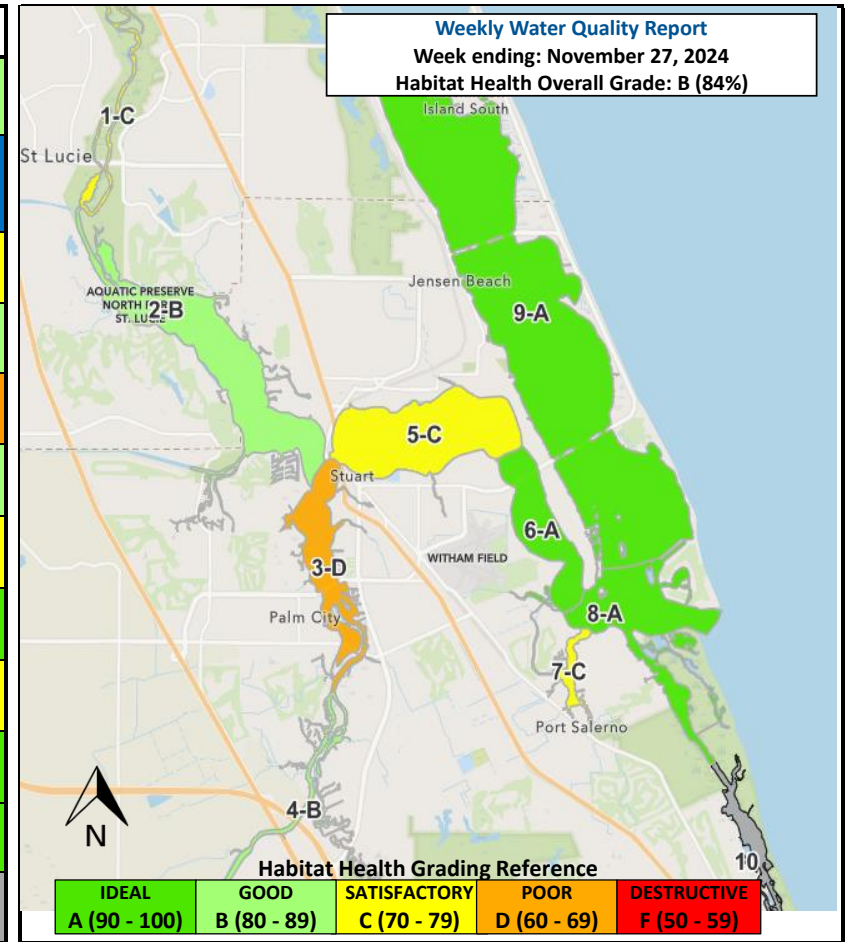 Weekly Water Quality Report
Week ending: November 27, 2024
Habitat Health Overall Grade: B (84%)
Island South
1-C
St Lucie
Jensen Beach
AQUATIC PRESERVE
NORTH
2-B
ST.
9-A
5-C
Stuart
6-A
WITHAM FIELD
3-D
8-A
Palm City
7-C
Port Salerno
4-B
N
10
Habitat Health Grading Reference
IDEAL
A (90 - 100)
GOOD
B (80 - 89)
SATISFACTORY
C (70 - 79)
POOR
D (60 - 69)
DESTRUCTIVE
F (50 - 59)